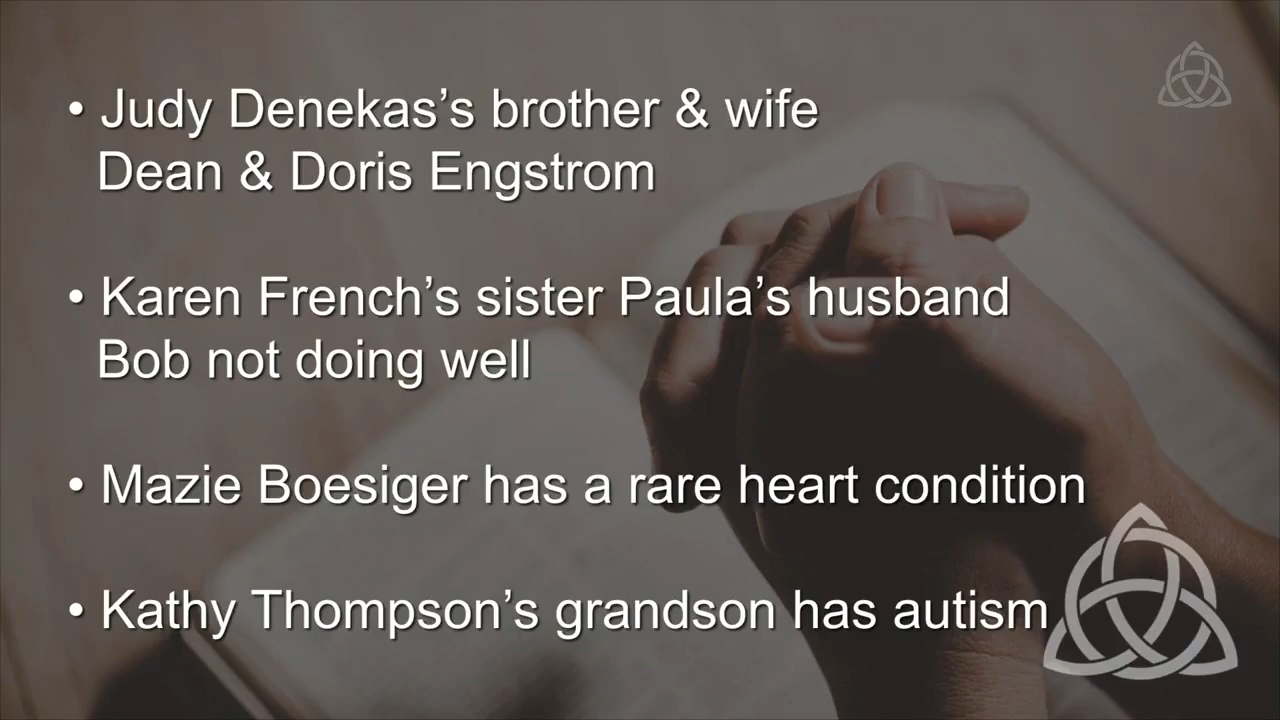 • Judy Denekas’s brother & wife
Dean & Doris Engstrom
• Karen French’s sister Paula’s husband
Bob not doing well
• Mazie Boesiger has a rare heart condition
• Kathy Thompson’s grandson has autism